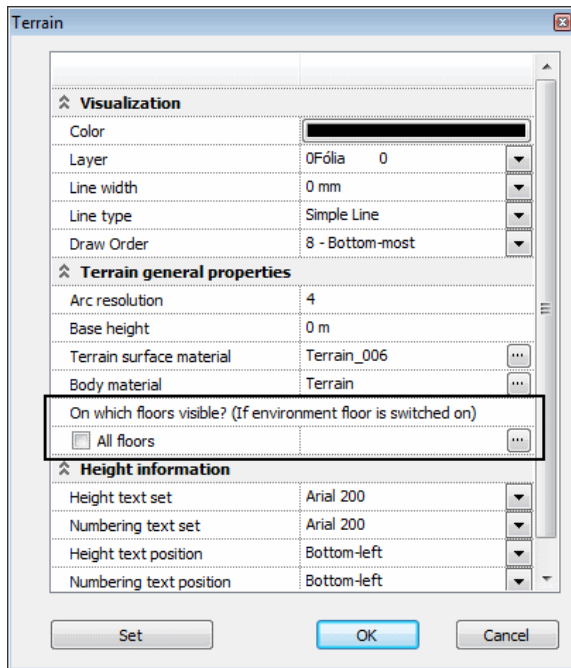 Terrain
Visualization
Color
Layer 0Fólia 0
Line width 0 mm
Line type Simple Line
Draw Order 8 - Bottom-most
Terrain general properties
Arc resolution 4
Base height 0 m
Terrain surface material Terrain_006 ...
Body material Terrain ...
On which floors visible? (If environment floor is switched on)
All floors ...
Height information
Height text set Arial 200
Numbering text set Arial 200
Height text position Bottom-left
Numbering text position Bottom-left
Set OK Cancel